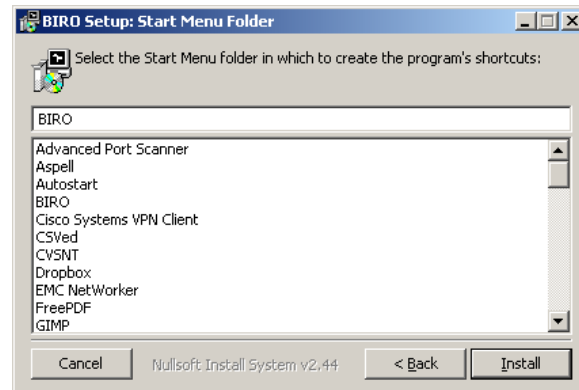 BIRO Setup: Start Menu Folder
Select the Start Menu folder in which to create the program's shortcuts:
BIRO
Advanced Port Scanner
Aspell
Autostart
BIRO
Cisco Systems VPN Client
CSVed
CVSNT
Dropbox
EMC NetWorker
FreePDF
GIMP
Cancel Nullsoft Install System v2.44 < Back Install